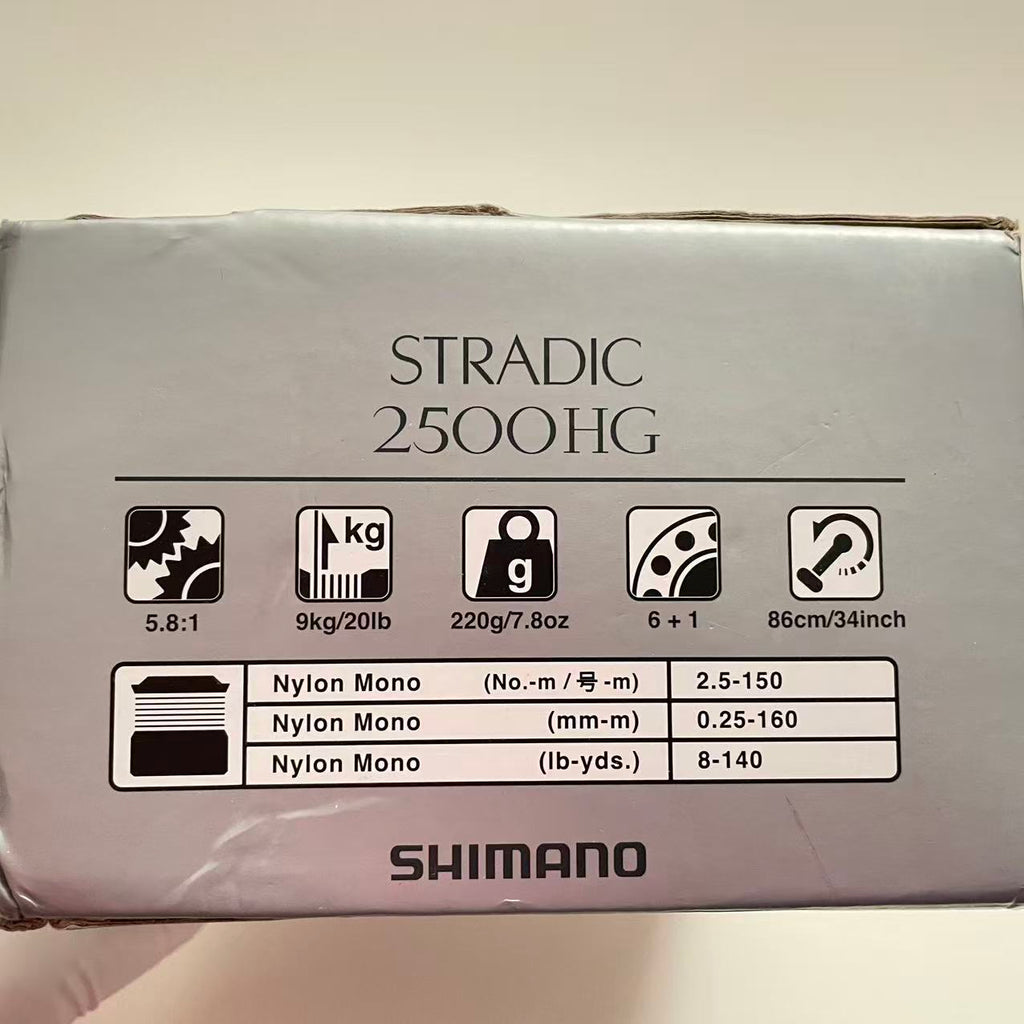 STRADIC
2500HG
kg
g
5.8:1 9kg/20lb 220g/7.8oz 6+1 86cm/34inch
Nylon Mono (No.-m / 号 -m) 2.5-150
Nylon Mono (mm-m) 0.25-160
Nylon Mono (lb-yds.) 8-140
SHIMANO